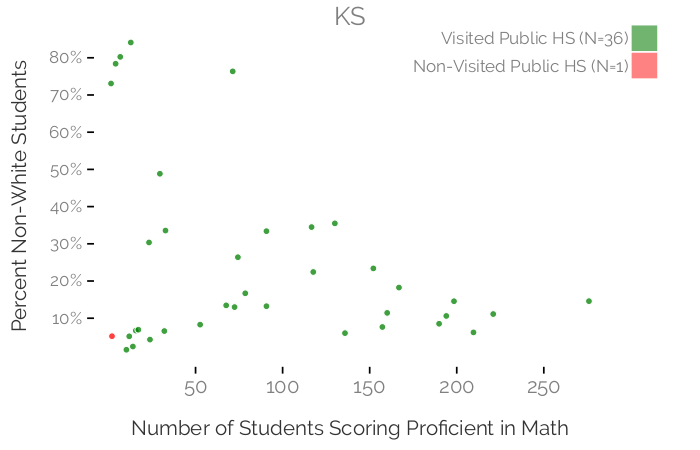 KS
Visited Public HS (N=36)
Non-Visited Public HS (N=1)
Percent Non-White Students
80%
70%
60%
50%
40%
30%
20%
10%
50 100 150 200 250
Number of Students Scoring Proficient in Math